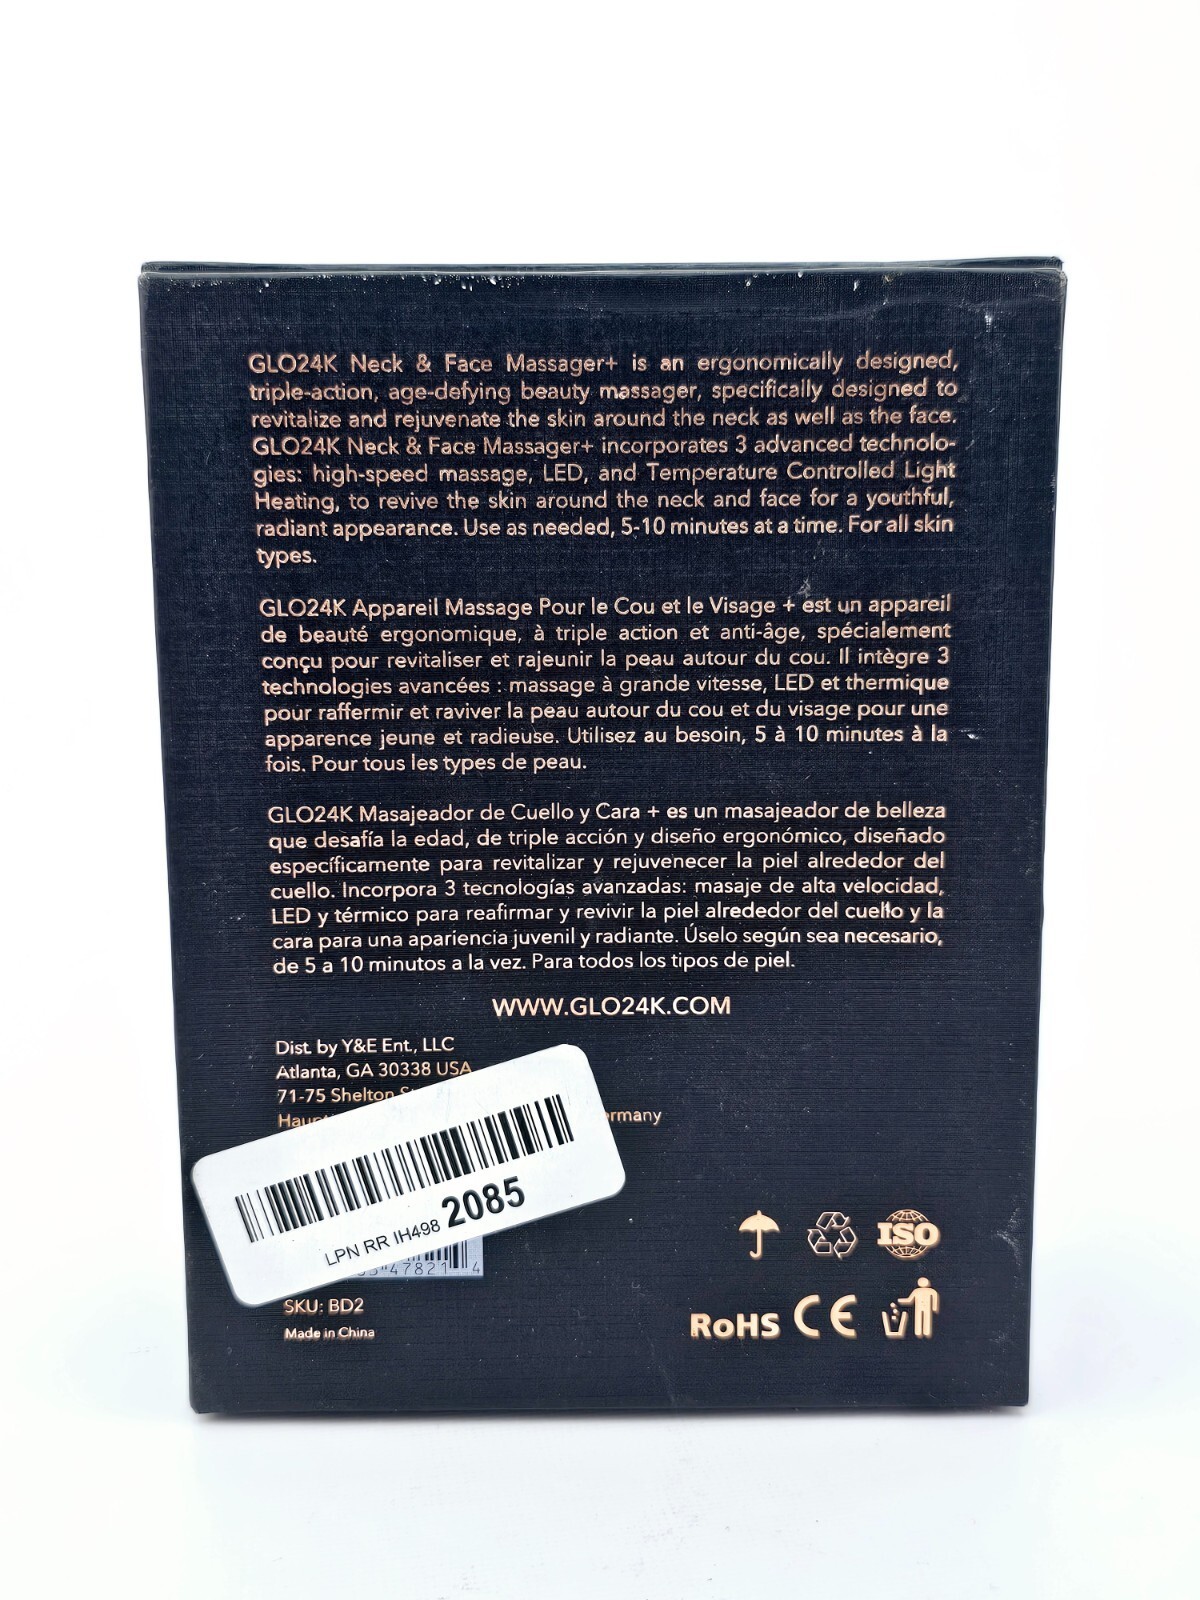 GLO24K Neck & Face Massager+ is an ergonomically designed,
triple-action, age-defying beauty massager, specifically designed to
revitalize and rejuvenate the skin around the neck as well as the face.
GLO24K Neck & Face Massager+ incorporates 3 advanced technolo-
gies: high-speed massage, LED, and Temperature Controlled Light
Heating, to revive the skin around the neck and face for a youthful,
radiant appearance. Use as needed, 5-10 minutes at a time. For all skin
types.
GLO24K Appareil Massage Pour le Cou et le Visage + est un appareil
de beauté ergonomique, à triple action et anti-âge, spécialement
conçu pour revitaliser et rajeunir la peau autour du cou. Il intègre 3
technologies avancées : massage à grande vitesse, LED et thermique
pour raffermir et raviver la peau autour du cou et du visage pour une
apparence jeune et radieuse. Utilisez au besoin, 5 à 10 minutes à la
fois. Pour tous les types de peau.
GLO24K Masajeador de Cuello y Cara + es un masajeador de belleza
que desafía la edad, de triple acción y diseño ergonómico, diseñado
específicamente para revitalizar y rejuvenecer la piel alrededor del
cuello. Incorpora 3 tecnologías avanzadas: masaje de alta velocidad,
LED y térmico para reafirmar y revivir la piel alrededor del cuello y la
cara para una apariencia juvenil y radiante. Úselo según sea necesario,
de 5 a 10 minutos a la vez. Para todos los tipos de piel.
WWW.GLO24K.COM
Dist. by Y&E Ent., LLC
Atlanta, GA 30338 USA
71-75 Shelton
LPN RR IH498 2085
47821 4
SKU: BD2
Made in China
ISO
RoHS CE